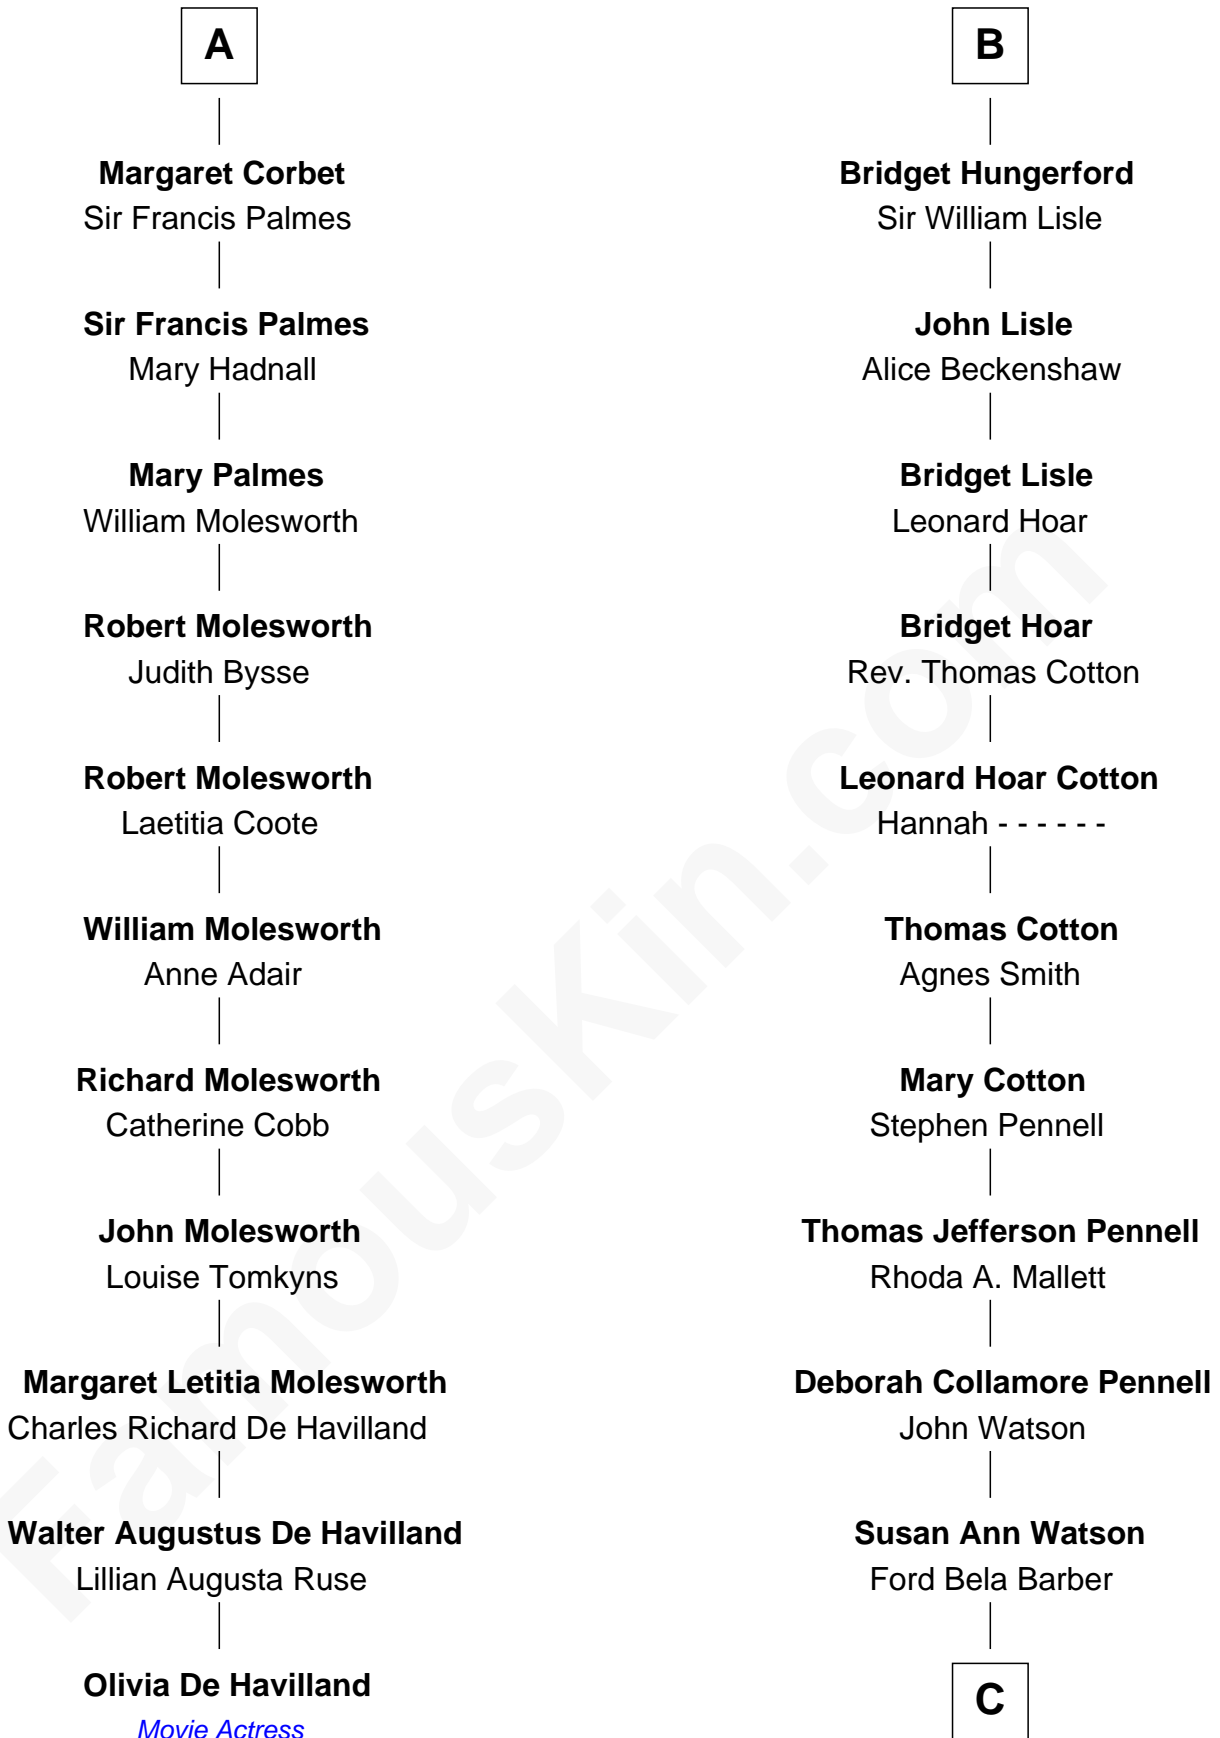 A
Margaret Corbet
Sir Francis Palmes
Sir Francis Palmes
Mary Hadnall
Mary Palmes
William Molesworth
Robert Molesworth
Judith Bysse
Robert Molesworth
Laetitia Coote
William Molesworth
Anne Adair
Richard Molesworth
Catherine Cobb
John Molesworth
Louise Tomkyns
Margaret Letitia Molesworth
Charles Richard De Havilland
Walter Augustus De Havilland
Lillian Augusta Ruse
Olivia De Havilland
Movie Actress
B
Bridget Hungerford
Sir William Lisle
John Lisle
Alice Beckenshaw
Bridget Lisle
Leonard Hoar
Bridget Hoar
Rev. Thomas Cotton
Leonard Hoar Cotton
Hannah - - - - - -
Thomas Cotton
Agnes Smith
Mary Cotton
Stephen Pennell
Thomas Jefferson Pennell
Rhoda A. Mallett
Deborah Collamore Pennell
John Watson
Susan Ann Watson
Ford Bela Barber
C
FamousKin.com